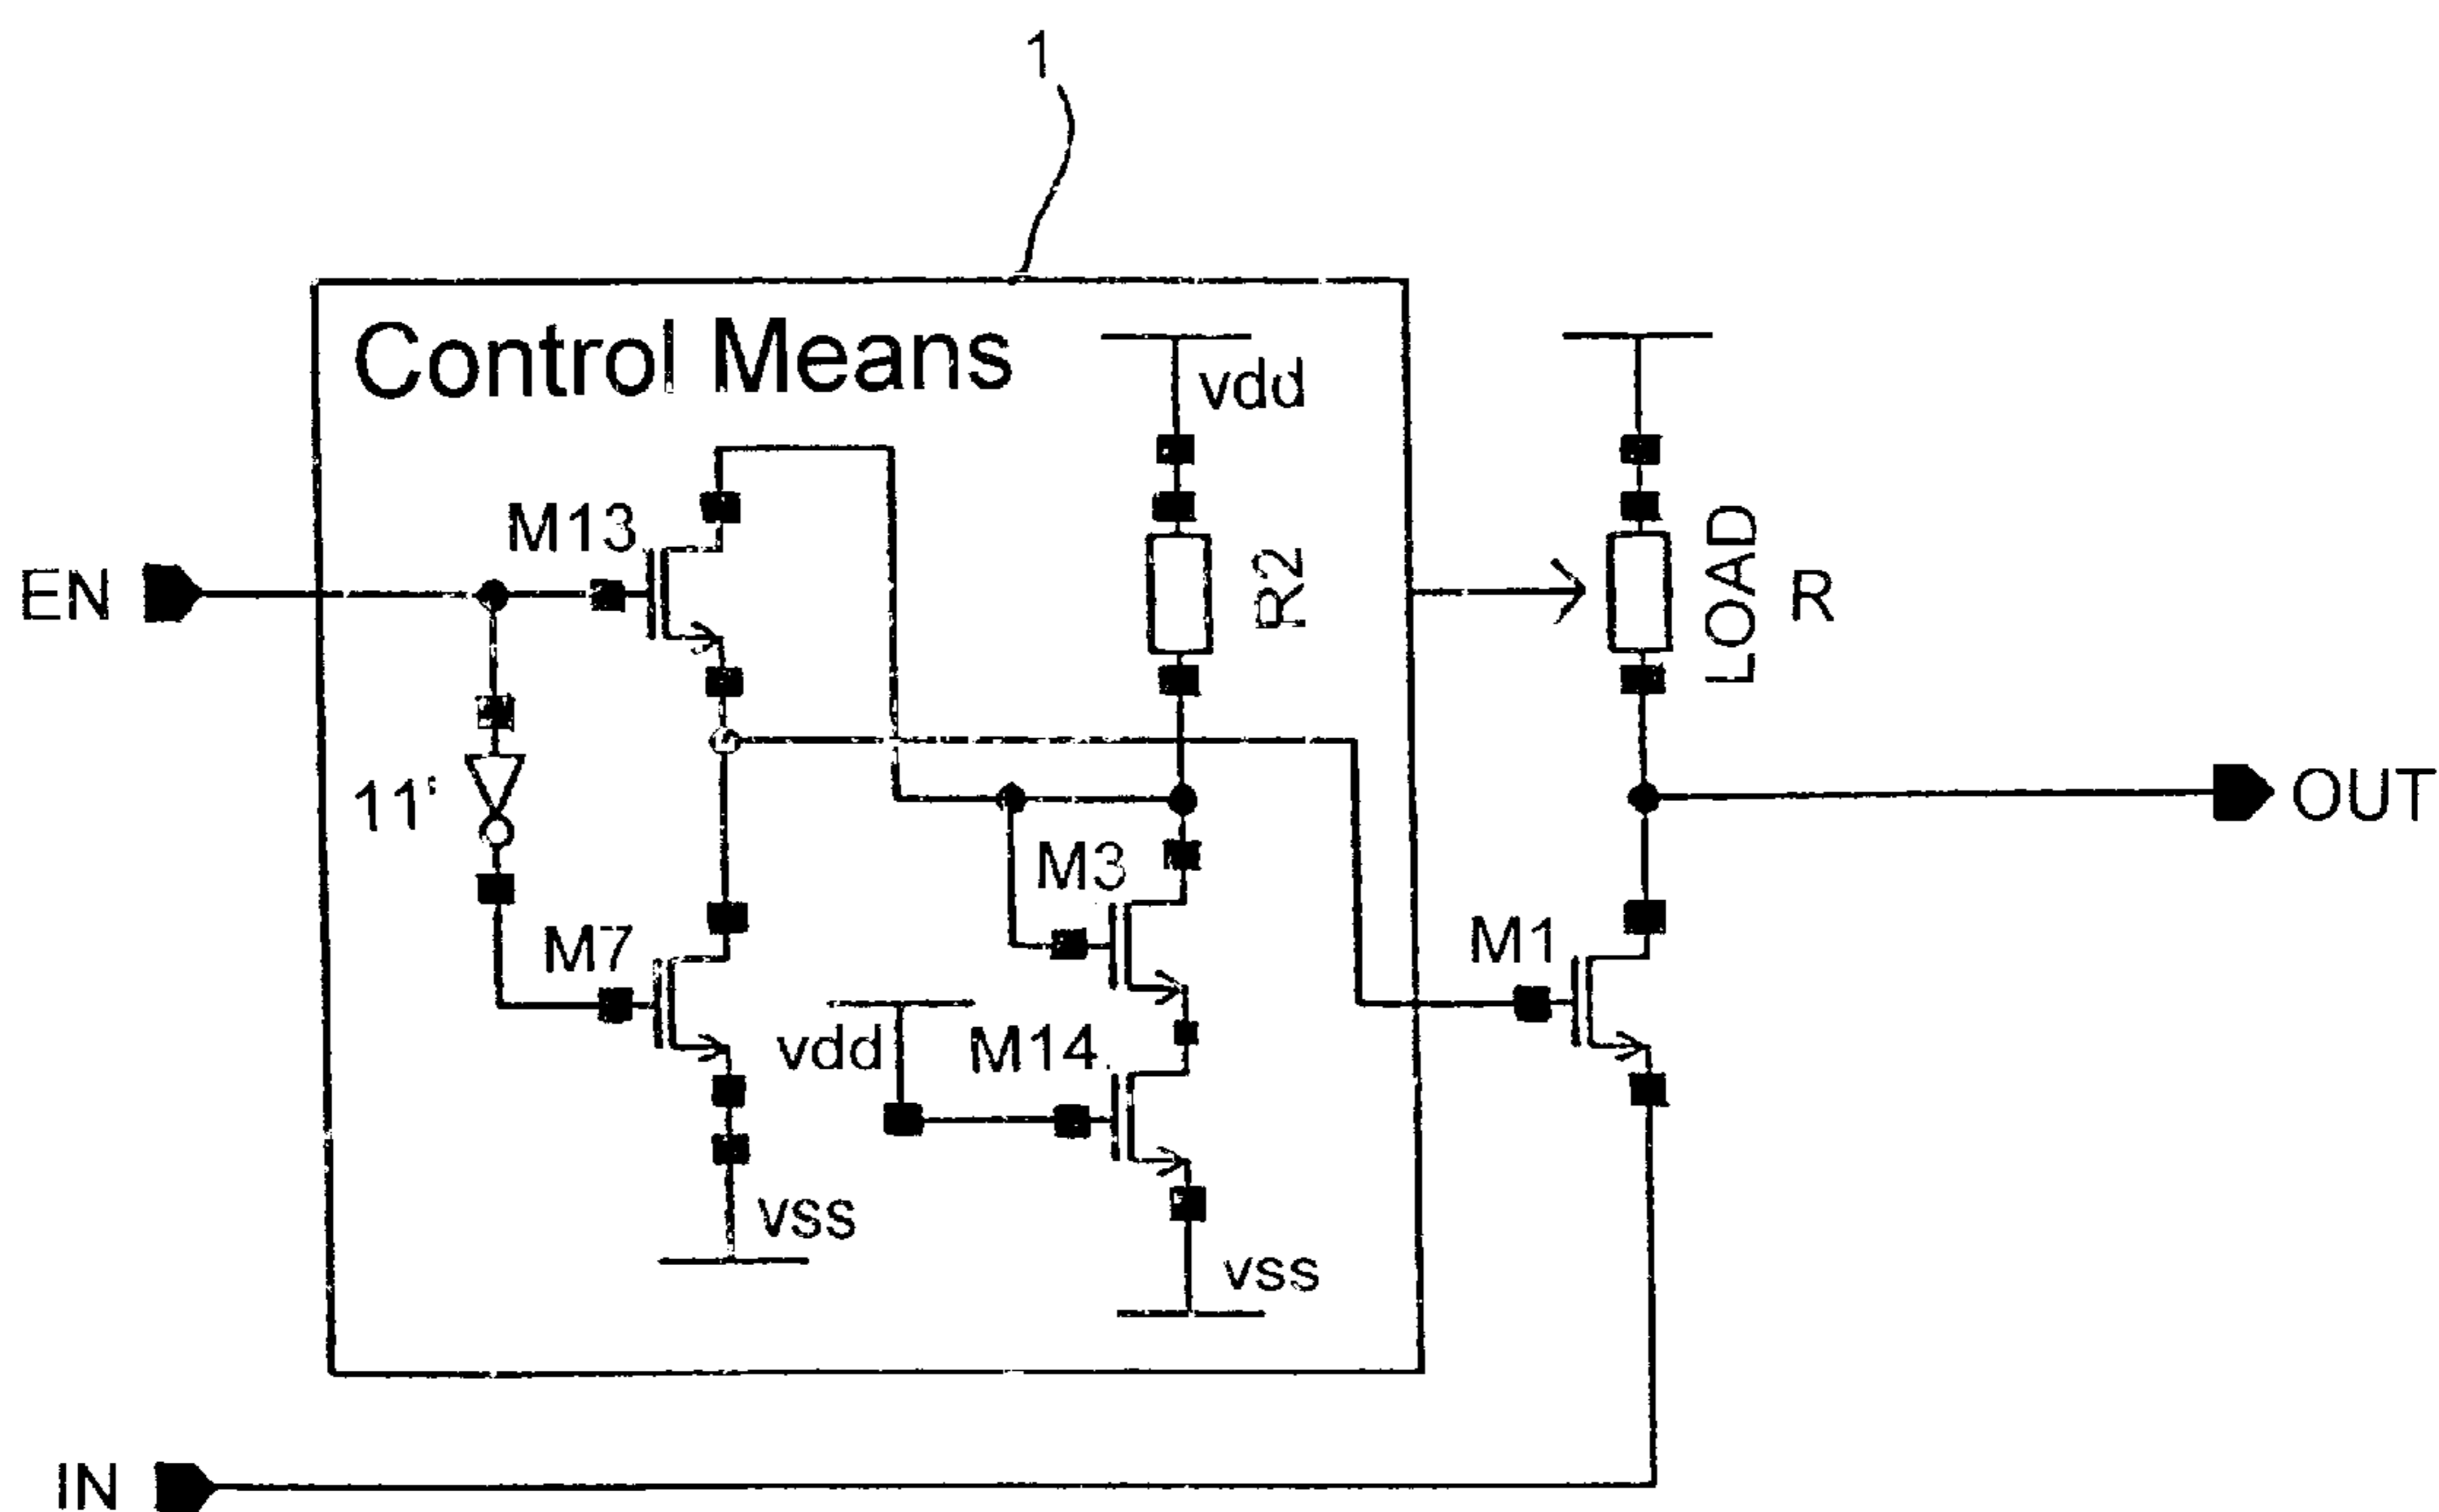 1
Control Means
vdd
M13
EN
R2
LOAD
R
11'
OUT
M3
M7
M1
vdd
M14
vss
vss
IN